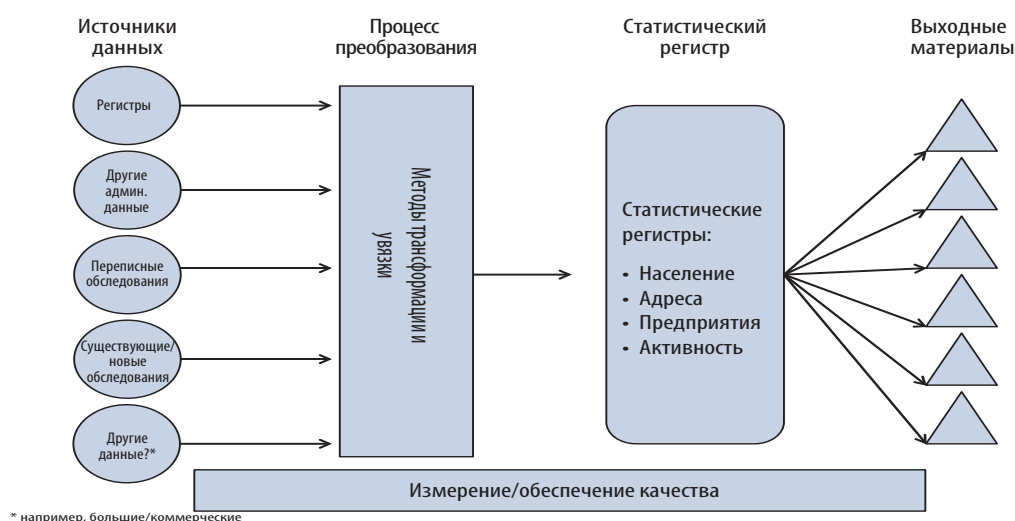 Источники
данных
Процесс
преобразования
Статистический
регистр
Выходные
материалы
Регистры
Другие
админ.
данные
Переписные
обследования
Существующие/
новые
обследования
Другие
данные?*
Методы трансформации и
увязки
Статистические
регистры:
• Население
• Адреса
• Предприятия
• Активность
Измерение/обеспечение качества
* например, большие/коммерческие